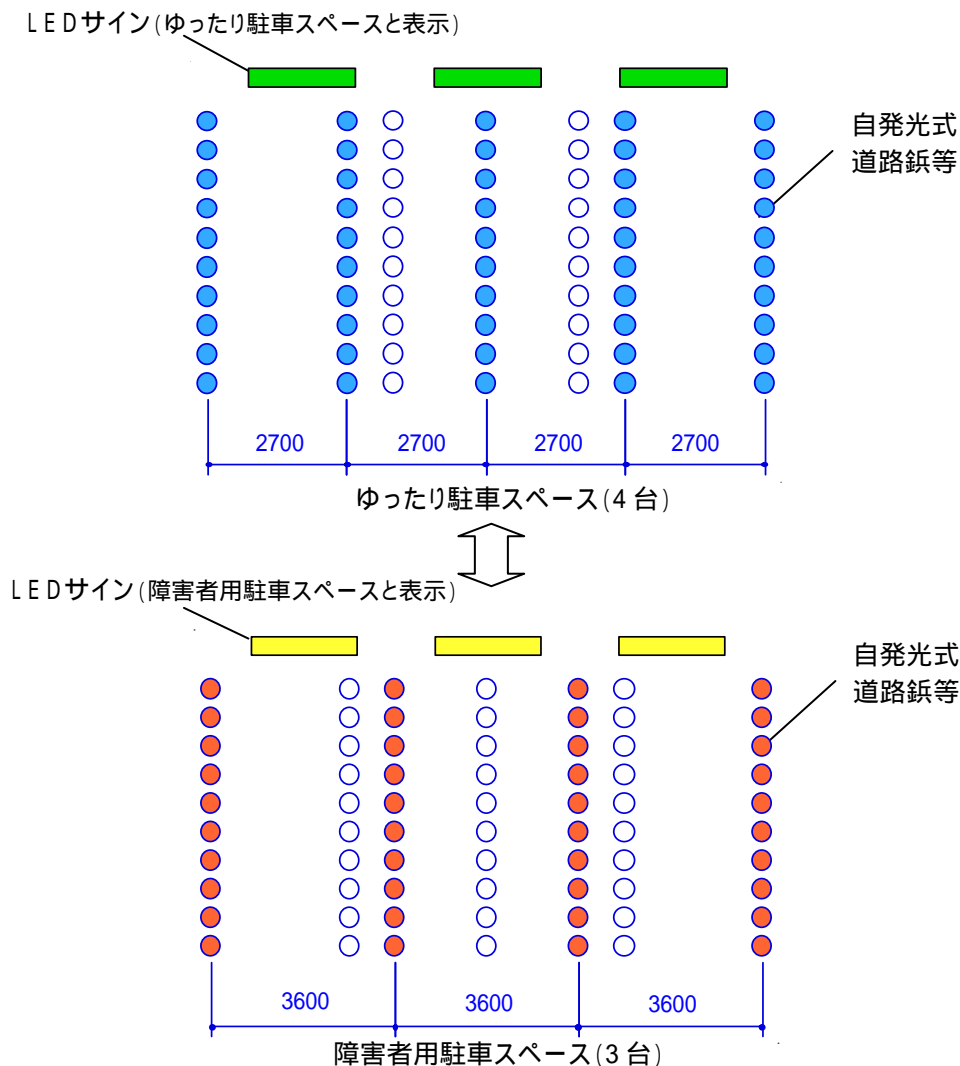 LEDサイン(ゆったり駐車スペースと表示)
自発光式
道路鋲等
2700
2700
2700
2700
ゆったり駐車スペース(4台)
LEDサイン(障害者用駐車スペースと表示)
自発光式
道路鋲等
3600
3600
3600
障害者用駐車スペース(3台)